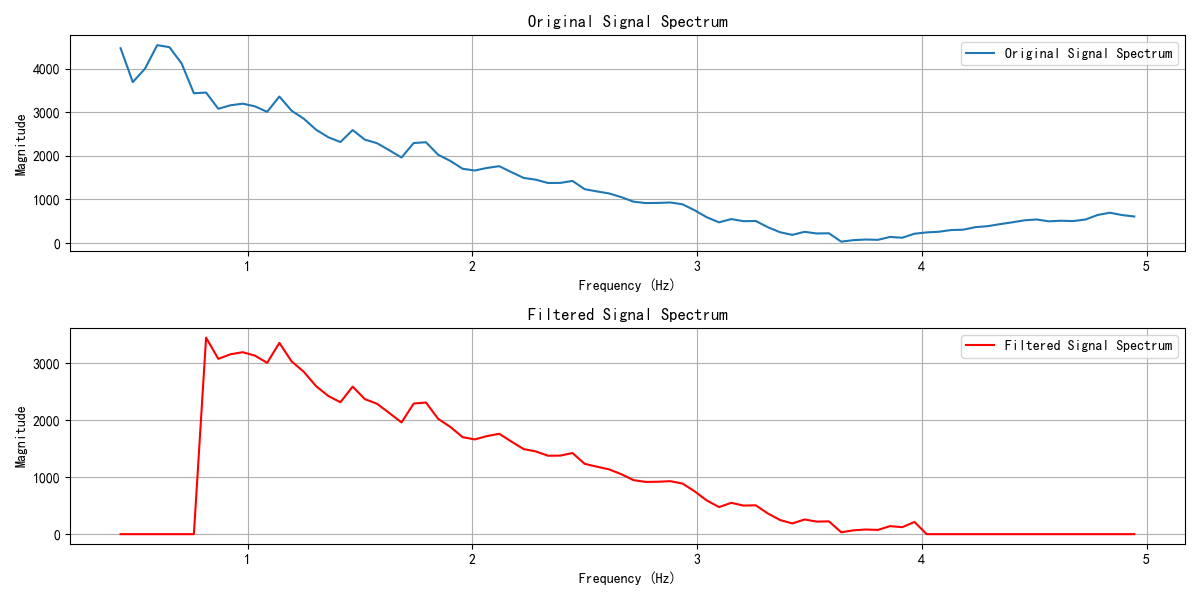 Original Signal Spectrum
Original Signal Spectrum
Magnitude
4000
3000
2000
1000
0
1
2
3
4
5
Frequency (Hz)
Filtered Signal Spectrum
Filtered Signal Spectrum
Magnitude
3000
2000
1000
0
1
2
3
4
5
Frequency (Hz)